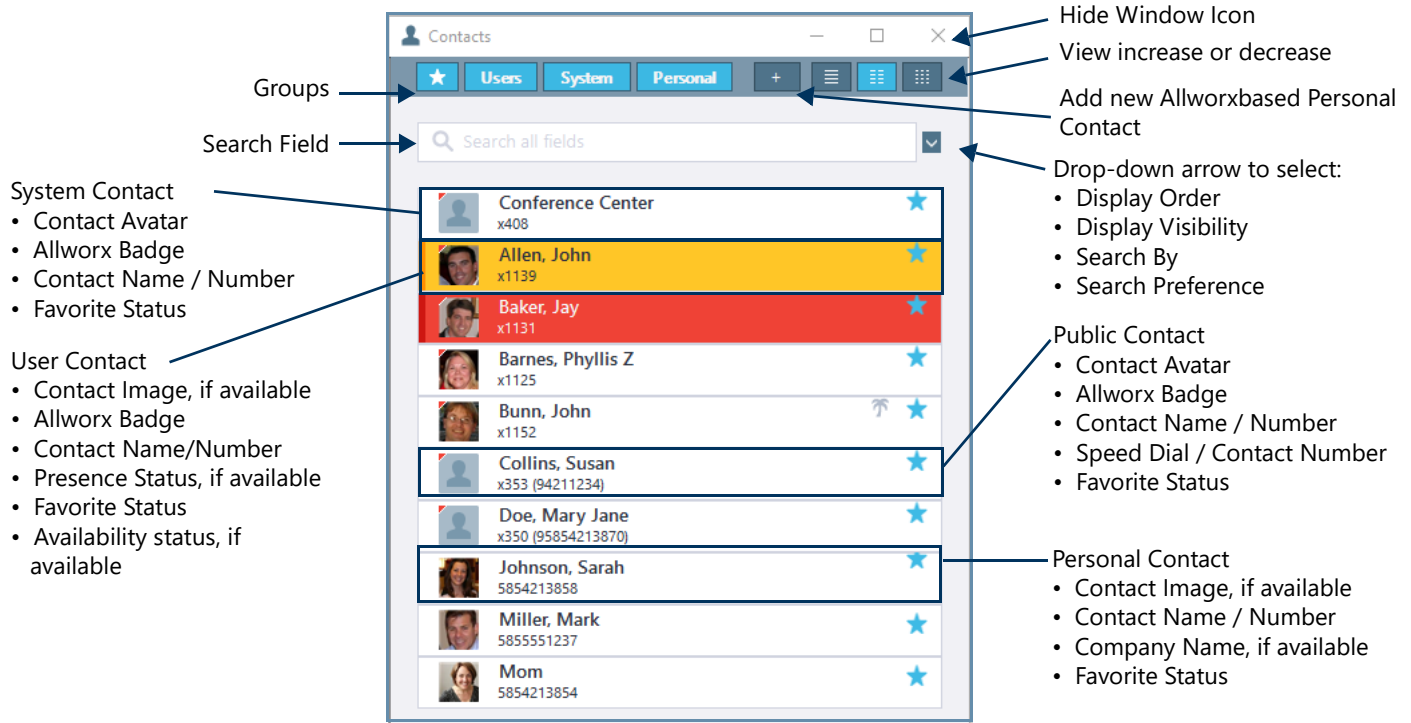 Hide Window Icon
View increase or decrease
Add new Allworxbased Personal
Contact
Drop-down arrow to select:
• Display Order
• Display Visibility
• Search By
• Search Preference
Public Contact
• Contact Avatar
• Allworx Badge
• Contact Name / Number
• Speed Dial / Contact Number
• Favorite Status
Personal Contact
• Contact Image, if available
• Contact Name / Number
• Company Name, if available
• Favorite Status
Groups
Search Field
System Contact
• Contact Avatar
• Allworx Badge
• Contact Name / Number
• Favorite Status
User Contact
• Contact Image, if available
• Allworx Badge
• Contact Name/Number
• Presence Status, if available
• Favorite Status
• Availability status, if
available
Contacts
Users System Personal +
Search all fields
Conference Center
x408
Allen, John
x1139
Baker, Jay
x1131
Barnes, Phyllis Z
x1125
Bunn, John
x1152
Collins, Susan
x353 (94211234)
Doe, Mary Jane
x350 (95854213870)
Johnson, Sarah
5854213858
Miller, Mark
5855551237
Mom
5854213854